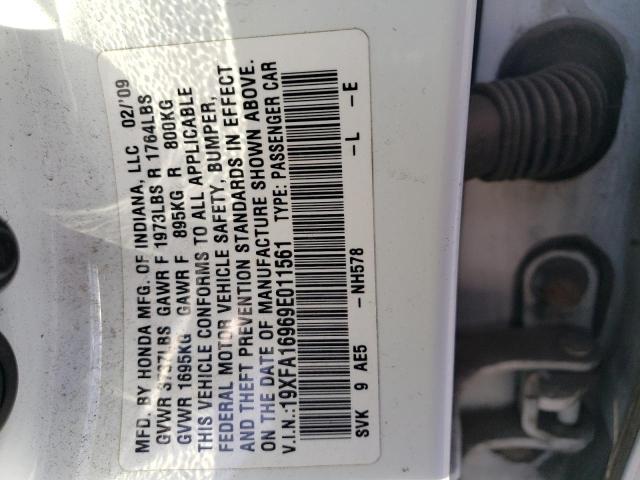 MFD. BY HONDA MFG. OF INDIANA, LLC 02/'09
GVWR 3737LBS GAWR F 1973LBS R 1764LBS
GVWR 1695KG GAWR F 895KG R 800KG
THIS VEHICLE CONFORMS TO ALL APPLICABLE
FEDERAL MOTOR VEHICLE SAFETY, BUMPER,
AND THEFT PREVENTION STANDARDS IN EFFECT
ON THE DATE OF MANUFACTURE SHOWN ABOVE.
V.I.N.:19XFA16969E011561 TYPE: PASSENGER CAR
SVK 9 AE5 -NH578 -L -E